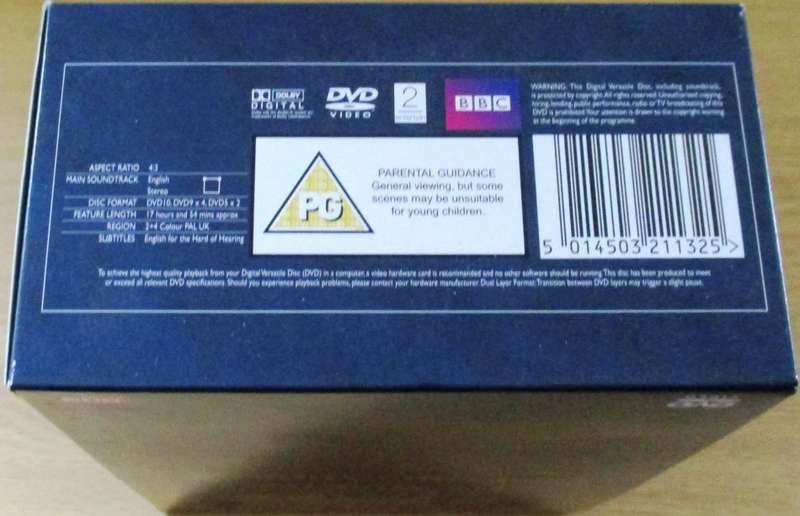 DOLBY
DIGITAL
DVD
VIDEO
2
entertain
BBC
WARNING: This Digital Versatile Disc, including soundtrack,
is protected by copyright. All rights reserved. Unauthorised copying,
hiring, lending, public performance, radio or TV broadcasting of this
DVD is prohibited. Your attention is drawn to the copyright warning
at the beginning of the programme.
ASPECT RATIO 4:3
MAIN SOUNDTRACK English
Stereo
DISC FORMAT DVD10, DVD9 x 4, DVD5 x 2
FEATURE LENGTH 17 hours and 54 mins approx
REGION 2+4 Colour PAL UK
SUBTITLES English for the Hard of Hearing
PG
PARENTAL GUIDANCE
General viewing, but some
scenes may be unsuitable
for young children.
5 014503 211325 >
To achieve the highest quality playback from your Digital Versatile Disc (DVD) in a computer, a video hardware card is recommended and no other software should be running. This disc has been produced to meet
or exceed all relevant DVD specifications. Should you experience playback problems, please contact your hardware manufacturer. Dual Layer Format: Transition between DVD layers may trigger a slight pause.